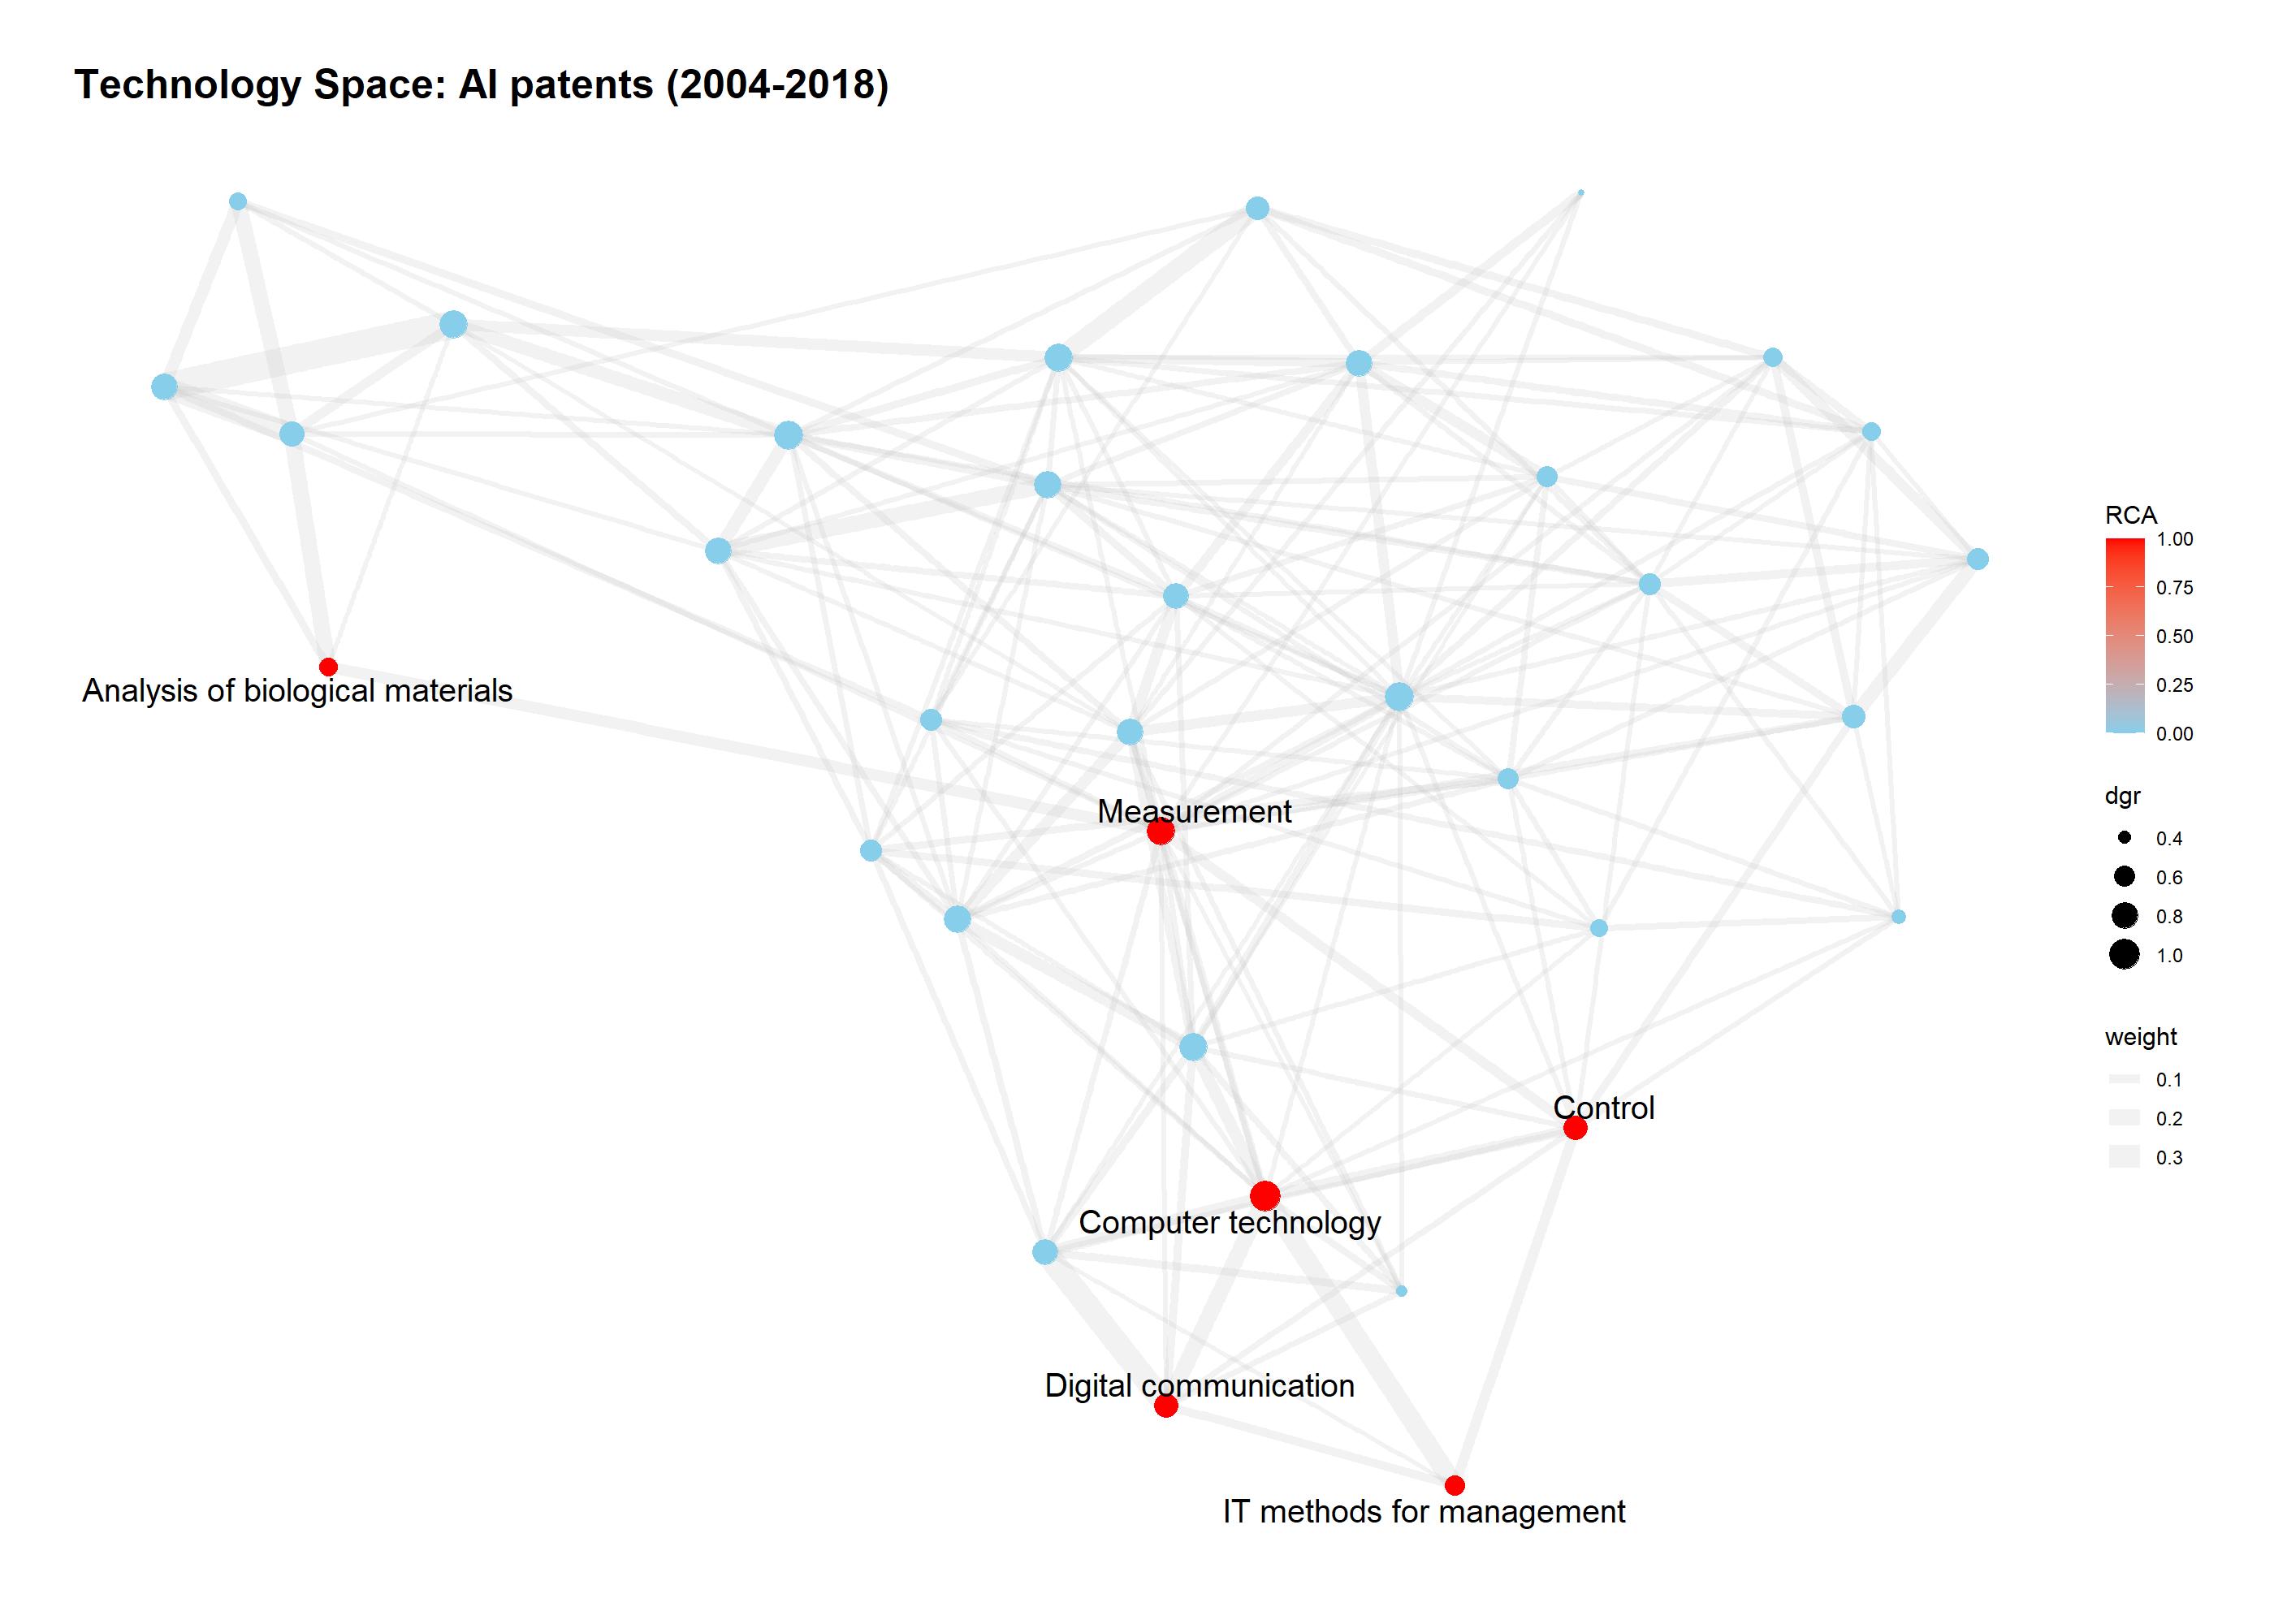 Technology Space: AI patents (2004-2018)
Analysis of biological materials
Measurement
Control
Computer technology
Digital communication
IT methods for management
RCA
1.00
0.75
0.50
0.25
0.00
dgr
0.4
0.6
0.8
1.0
weight
0.1
0.2
0.3